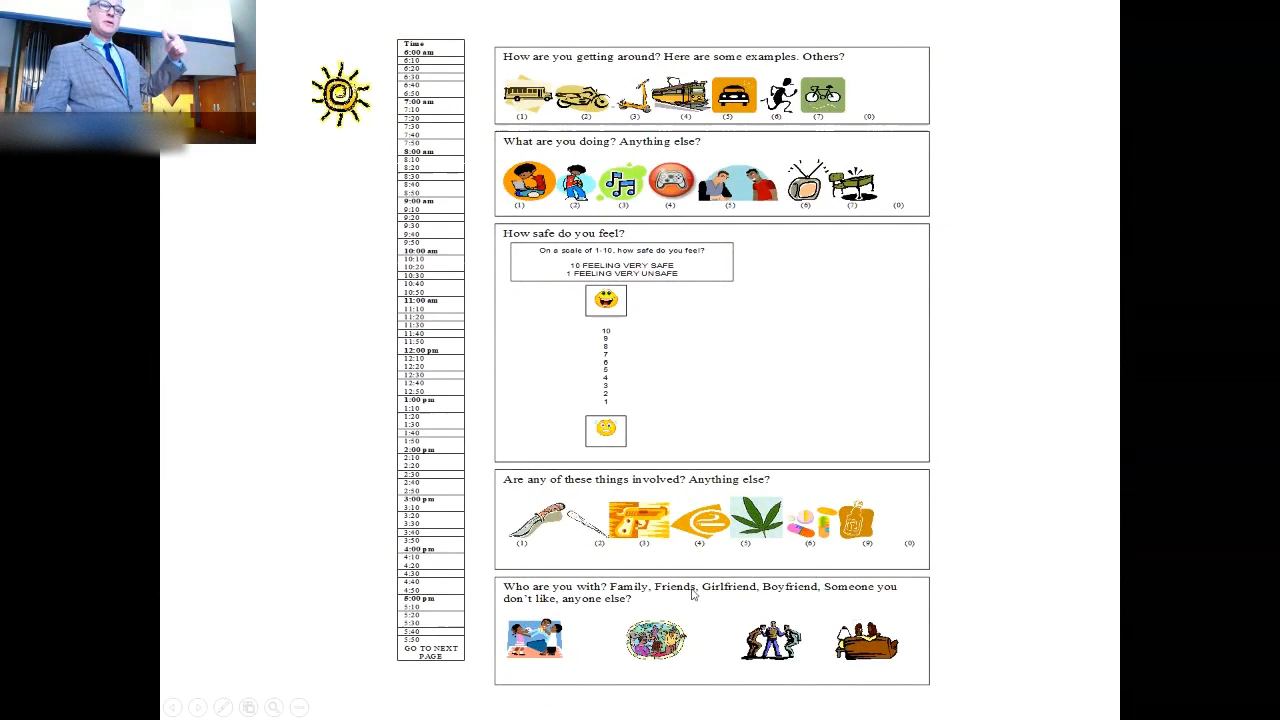 Time
6:00 am
6:10
6:20
6:30
6:40
6:50
7:00 am
7:10
7:20
7:30
7:40
7:50
8:00 am
8:10
8:20
8:30
8:40
8:50
9:00 am
9:10
9:20
9:30
9:40
9:50
10:00 am
10:10
10:20
10:30
10:40
10:50
11:00 am
11:10
11:20
11:30
11:40
11:50
12:00 pm
12:10
12:20
12:30
12:40
12:50
1:00 pm
1:10
1:20
1:30
1:40
1:50
2:00 pm
2:10
2:20
2:30
2:40
2:50
3:00 pm
3:10
3:20
3:30
3:40
3:50
4:00 pm
4:10
4:20
4:30
4:40
4:50
5:00 pm
5:10
5:20
5:30
5:40
5:50
GO TO NEXT
PAGE
How are you getting around? Here are some examples. Others?
(1) (2) (3) (4) (5) (6) (7) (0)
What are you doing? Anything else?
(1) (2) (3) (4) (5) (6) (7) (0)
How safe do you feel?
On a scale of 1-10, how safe do you feel?
10 FEELING VERY SAFE
1 FEELING VERY UNSAFE
10
9
8
7
6
5
4
3
2
1
Are any of these things involved? Anything else?
(1) (2) (3) (4) (5) (6) (9) (0)
Who are you with? Family, Friends, Girlfriend, Boyfriend, Someone you
don't like, anyone else?